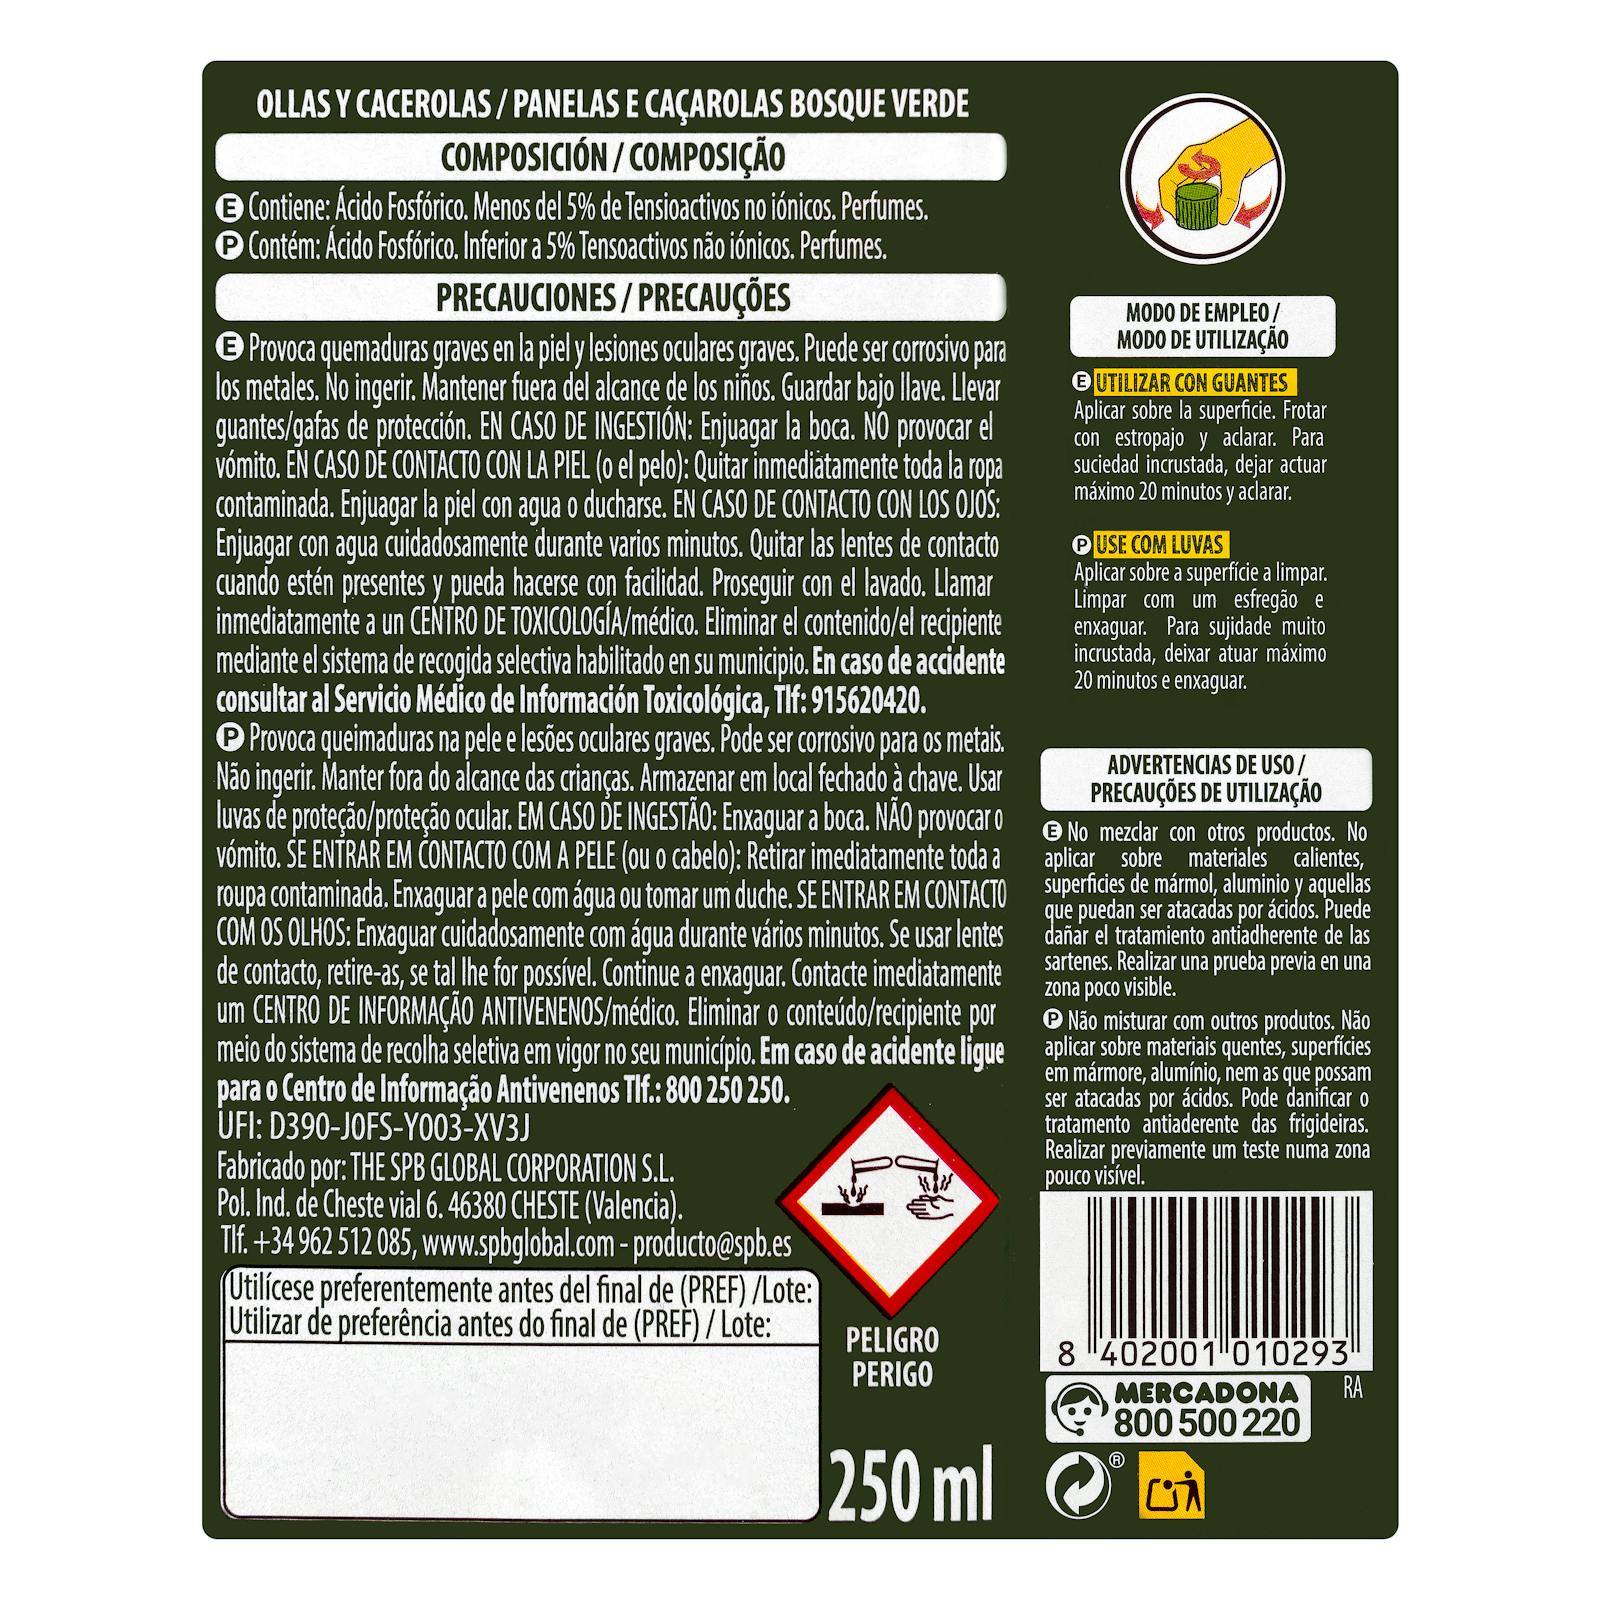 OLLAS Y CACEROLAS / PANELAS E CAÇAROLAS BOSQUE VERDE
COMPOSICIÓN / COMPOSIÇÃO
E Contiene: Ácido Fosfórico. Menos del 5% de Tensioactivos no iónicos. Perfumes.
P Contém: Ácido Fosfórico. Inferior a 5% Tensoactivos não iónicos. Perfumes.
PRECAUCIONES / PRECAUÇÕES
E Provoca quemaduras graves en la piel y lesiones oculares graves. Puede ser corrosivo para
los metales. No ingerir. Mantener fuera del alcance de los niños. Guardar bajo llave. Llevar
guantes/gafas de protección. EN CASO DE INGESTIÓN: Enjuagar la boca. NO provocar el
vómito. EN CASO DE CONTACTO CON LA PIEL (o el pelo): Quitar inmediatamente toda la ropa
contaminada. Enjuagar la piel con agua o ducharse. EN CASO DE CONTACTO CON LOS OJOS:
Enjuagar con agua cuidadosamente durante varios minutos. Quitar las lentes de contacto
cuando estén presentes y pueda hacerse con facilidad. Proseguir con el lavado. Llamar
inmediatamente a un CENTRO DE TOXICOLOGÍA/médico. Eliminar el contenido/el recipiente
mediante el sistema de recogida selectiva habilitado en su municipio. En caso de accidente
consultar al Servicio Médico de Información Toxicológica, Tlf: 915620420.
P Provoca queimaduras na pele e lesões oculares graves. Pode ser corrosivo para os metais.
Não ingerir. Manter fora do alcance das crianças. Armazenar em local fechado à chave. Usar
luvas de proteção/proteção ocular. EM CASO DE INGESTÃO: Enxaguar a boca. NÃO provocar o
vómito. SE ENTRAR EM CONTACTO COM A PELE (ou o cabelo): Retirar imediatamente toda a
roupa contaminada. Enxaguar a pele com água ou tomar um duche. SE ENTRAR EM CONTACTO
COM OS OLHOS: Enxaguar cuidadosamente com água durante vários minutos. Se usar lentes
de contacto, retire-as, se tal lhe for possível. Continue a enxaguar. Contacte imediatamente
um CENTRO DE INFORMAÇÃO ANTIVENENOS/médico. Eliminar o conteúdo/recipiente por
meio do sistema de recolha seletiva em vigor no seu município. Em caso de acidente ligue
para o Centro de Informação Antivenenos Tlf.: 800 250 250.
UFI: D390-J0FS-Y003-XV3J
Fabricado por: THE SPB GLOBAL CORPORATION S.L.
Pol. Ind. de Cheste vial 6. 46380 CHESTE (Valencia).
Tlf. +34 962 512 085, www.spbglobal.com - producto@spb.es
Utilícese preferentemente antes del final de (PREF) /Lote:
Utilizar de preferência antes do final de (PREF) / Lote:
PELIGRO
PERIGO
250 ml
MODO DE EMPLEO /
MODO DE UTILIZAÇÃO
E UTILIZAR CON GUANTES
Aplicar sobre la superficie. Frotar
con estropajo y aclarar. Para
suciedad incrustada, dejar actuar
máximo 20 minutos y aclarar.
P USE COM LUVAS
Aplicar sobre a superfície a limpar.
Limpar com um esfregão e
enxaguar. Para sujidade muito
incrustada, deixar atuar máximo
20 minutos e enxaguar.
ADVERTENCIAS DE USO /
PRECAUÇÕES DE UTILIZAÇÃO
E No mezclar con otros productos. No
aplicar sobre materiales calientes,
superficies de mármol, aluminio y aquellas
que puedan ser atacadas por ácidos. Puede
dañar el tratamiento antiadherente de las
sartenes. Realizar una prueba previa en una
zona poco visible.
P Não misturar com outros produtos. Não
aplicar sobre materiais quentes, superfícies
em mármore, alumínio, nem as que possam
ser atacadas por ácidos. Pode danificar o
tratamento antiaderente das frigideiras.
Realizar previamente um teste numa zona
pouco visível.
8 402001 010293
RA
MERCADONA
800 500 220
®